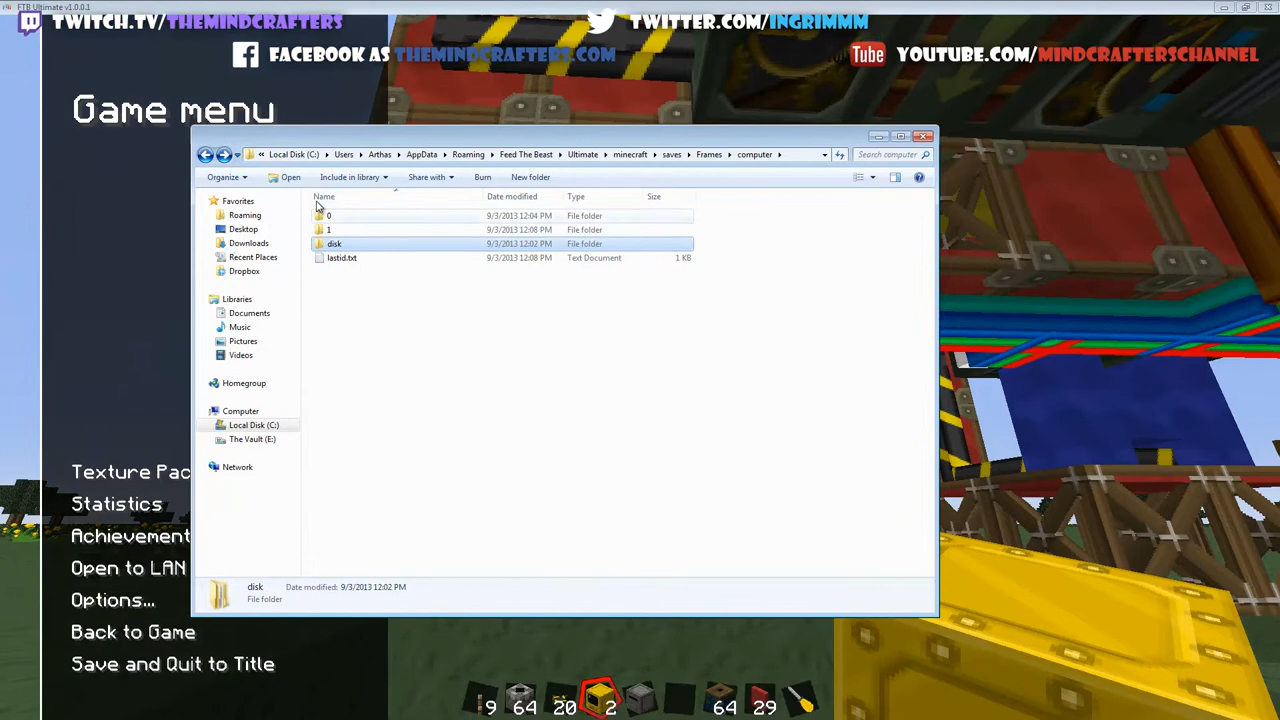 FTB Ultimate v1.0.0.1
TWITCH.TV/THEMINDCRAFTERS
TWITTER.COM/INGRIMMM
FACEBOOK AS THEMINDCRAFTERS.COM
Tube YOUTUBE.COM/MINDCRAFTERSCHANNEL
Game menu
« Local Disk (C:) Users Arthas AppData Roaming Feed The Beast Ultimate minecraft saves Frames computer
Search computer
Organize Open Include in library Share with Burn New folder
Name Date modified Type Size
0 9/3/2013 12:04 PM File folder
1 9/3/2013 12:08 PM File folder
disk 9/3/2013 12:02 PM File folder
lastid.txt 9/3/2013 12:08 PM Text Document 1 KB
Favorites
Roaming
Desktop
Downloads
Recent Places
Dropbox
Libraries
Documents
Music
Pictures
Videos
Homegroup
Computer
Local Disk (C:)
The Vault (E:)
Network
disk Date modified: 9/3/2013 12:02 PM
File folder
Texture Pac
Statistics
Achievement
Open to LAN
Options...
Back to Game
Save and Quit to Title
9 64 20 2 64 29